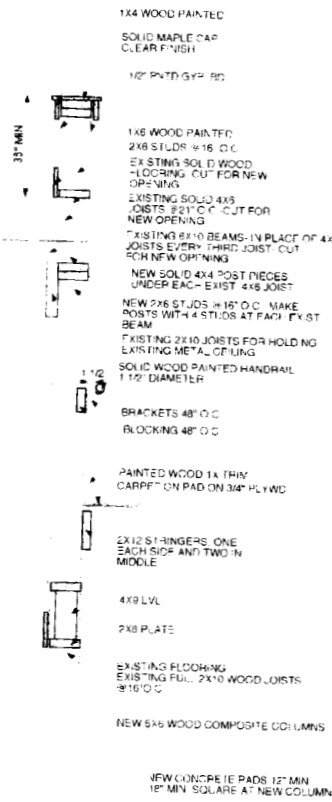 1X4 WOOD PAINTED
SOLID MAPLE CAP
CLEAR FINISH
1/2" PNTD GYP. BD
35" MIN
1X6 WOOD PAINTED
2X6 STUDS @16" O.C.
EXISTING SOLID WOOD
FLOORING, CUT FOR NEW
OPENING
EXISTING SOLID 4X6
JOISTS @21" O.C. -CUT FOR
NEW OPENING
EXISTING 6X10 BEAMS- IN PLACE OF 4X
JOISTS EVERY THIRD JOIST- CUT
FOR NEW OPENING
NEW SOLID 4X4 POST PIECES
UNDER EACH EXIST. 4X6 JOIST
NEW 2X6 STUDS @16" O.C. MAKE
POSTS WITH 4 STUDS AT EACH EXIST
BEAM
EXISTING 2X10 JOISTS FOR HOLDING
EXISTING METAL CEILING
SOLID WOOD PAINTED HANDRAIL
1 1/2" DIAMETER
1 1/2
BRACKETS 48" O.C.
BLOCKING 48" O.C.
PAINTED WOOD 1X TRIM
CARPET ON PAD ON 3/4" PLYWD
2X12 STRINGERS, ONE
EACH SIDE AND TWO IN
MIDDLE
4X9 LVL
2X6 PLATE
EXISTING FLOORING
EXISTING FULL 2X10 WOOD JOISTS
@16"O.C.
NEW 6X6 WOOD COMPOSITE COLUMNS
NEW CONCRETE PADS 12" MIN
18" MIN. SQUARE AT NEW COLUMN